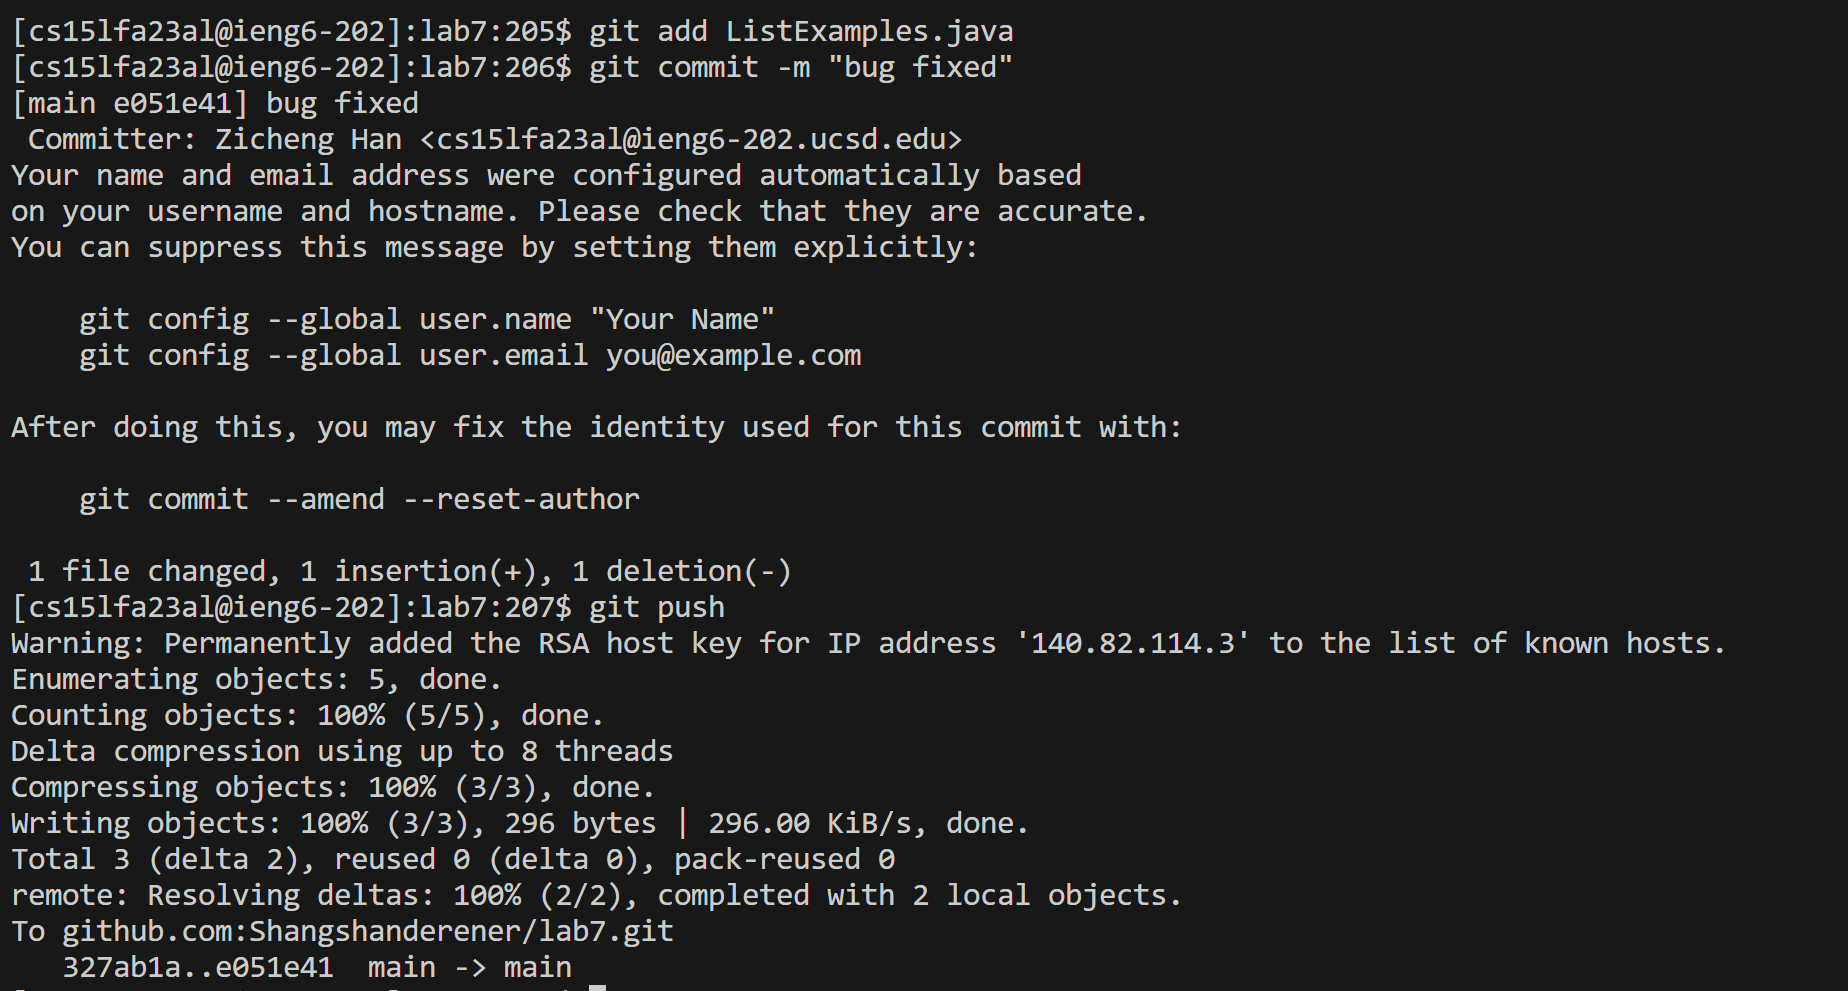 [cs15lfa23al@ieng6-202]:lab7:205$ git add ListExamples.java
[cs15lfa23al@ieng6-202]:lab7:206$ git commit -m "bug fixed"
[main e051e41] bug fixed
 Committer: Zicheng Han <cs15lfa23al@ieng6-202.ucsd.edu>
Your name and email address were configured automatically based
on your username and hostname. Please check that they are accurate.
You can suppress this message by setting them explicitly:

    git config --global user.name "Your Name"
    git config --global user.email you@example.com

After doing this, you may fix the identity used for this commit with:

    git commit --amend --reset-author

 1 file changed, 1 insertion(+), 1 deletion(-)
[cs15lfa23al@ieng6-202]:lab7:207$ git push
Warning: Permanently added the RSA host key for IP address '140.82.114.3' to the list of known hosts.
Enumerating objects: 5, done.
Counting objects: 100% (5/5), done.
Delta compression using up to 8 threads
Compressing objects: 100% (3/3), done.
Writing objects: 100% (3/3), 296 bytes | 296.00 KiB/s, done.
Total 3 (delta 2), reused 0 (delta 0), pack-reused 0
remote: Resolving deltas: 100% (2/2), completed with 2 local objects.
To github.com:Shangshanderener/lab7.git
   327ab1a..e051e41  main -> main